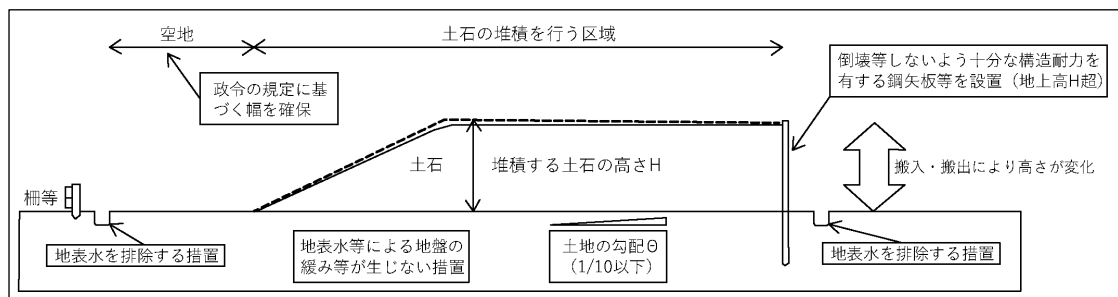 空地
土石の堆積を行う区域
政令の規定に基
づく幅を確保
倒壊等しないよう十分な構造耐力を
有する鋼矢板等を設置（地上高H超）
土石
堆積する土石の高さH
搬入・搬出により高さが変化
柵等
地表水を排除する措置
地表水等による地盤の
緩み等が生じない措置
土地の勾配Θ
（1/10以下）
地表水を排除する措置